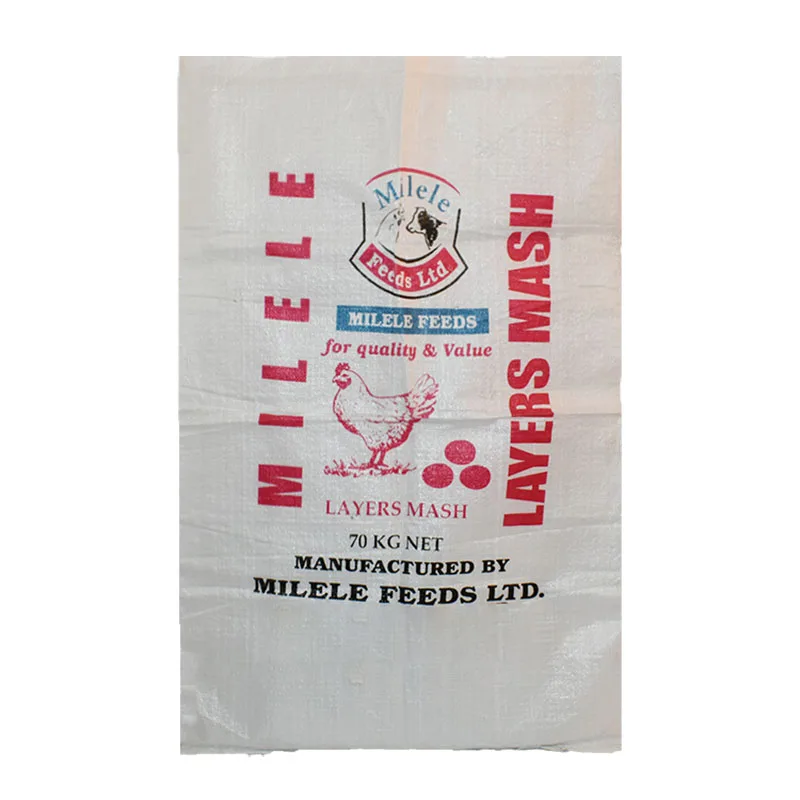 MILELE
Milele
Feeds Ltd.
MILELE FEEDS
for quality & Value
LAYERS MASH
LAYERS MASH
70 KG NET
MANUFACTURED BY
MILELE FEEDS LTD.